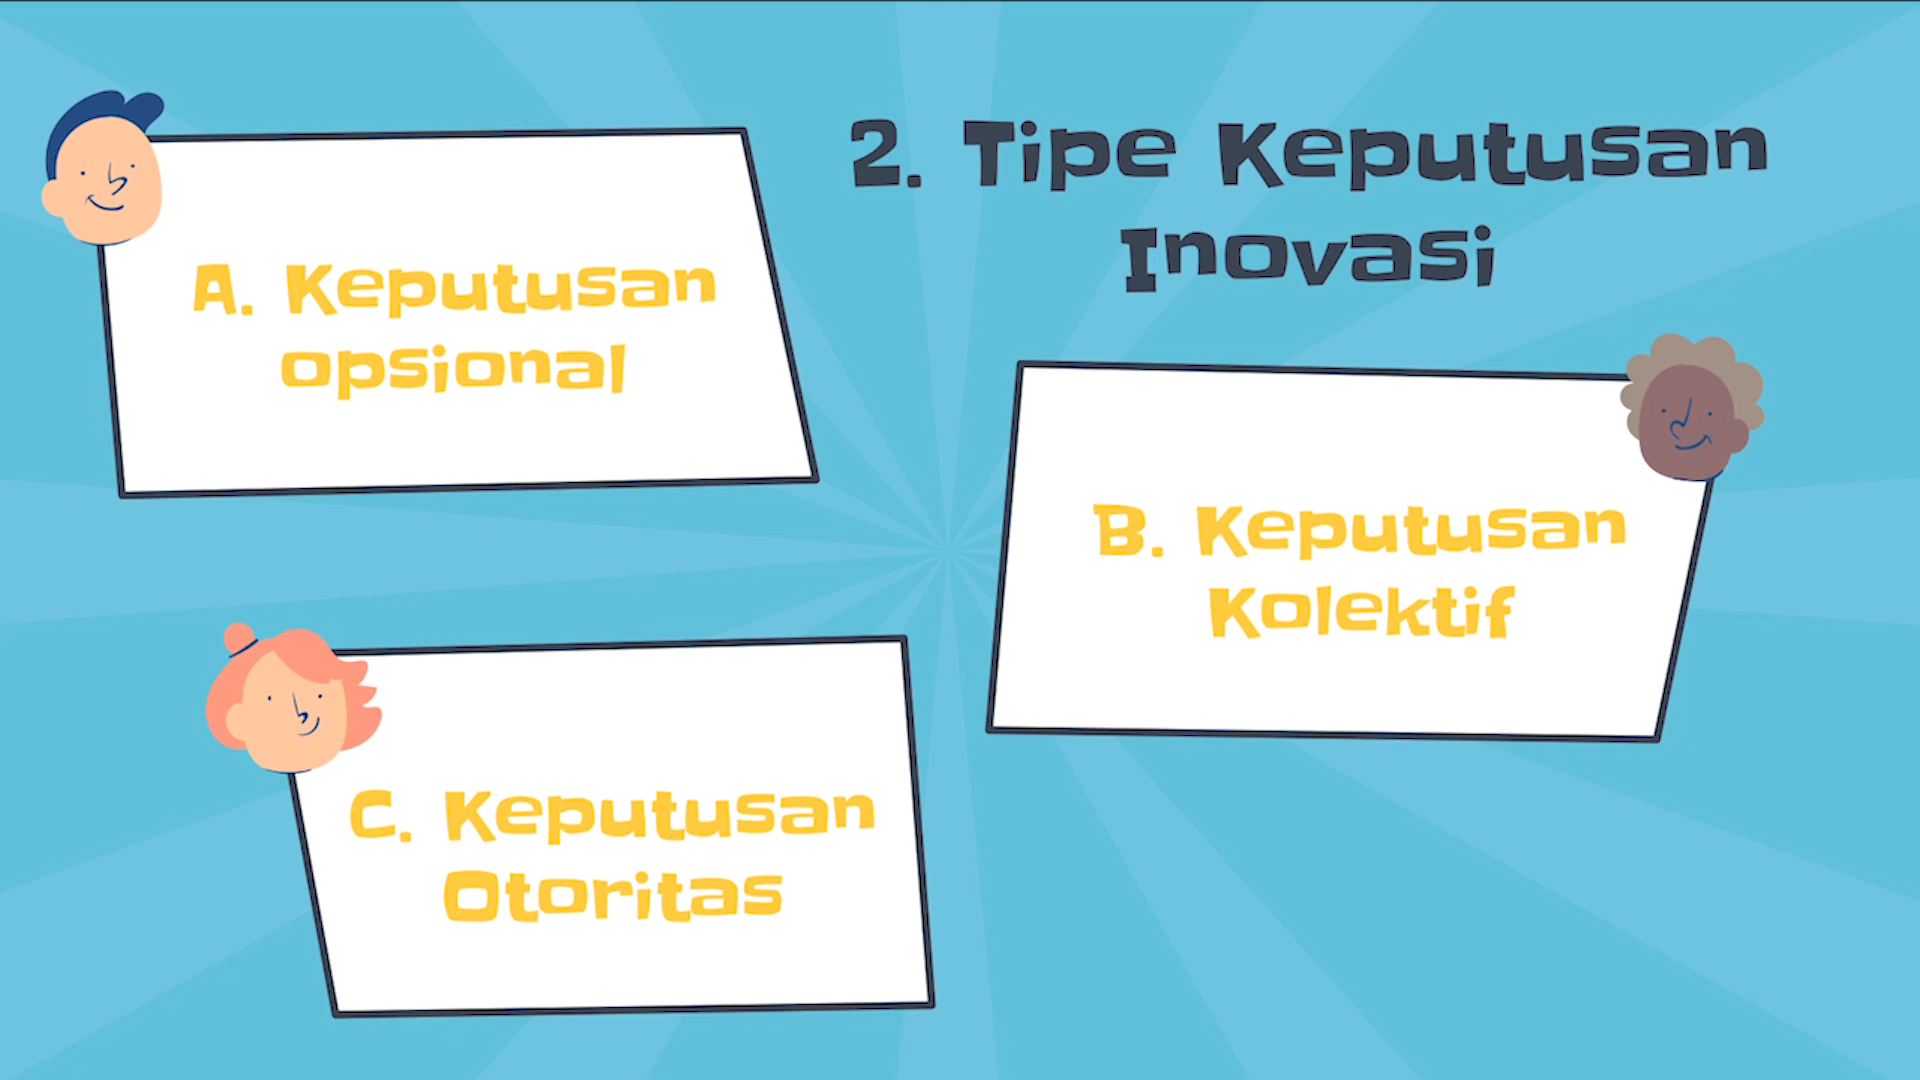 2. Tipe Keputusan
Inovasi
A. Keputusan
opsional
B. Keputusan
Kolektif
C. Keputusan
Otoritas